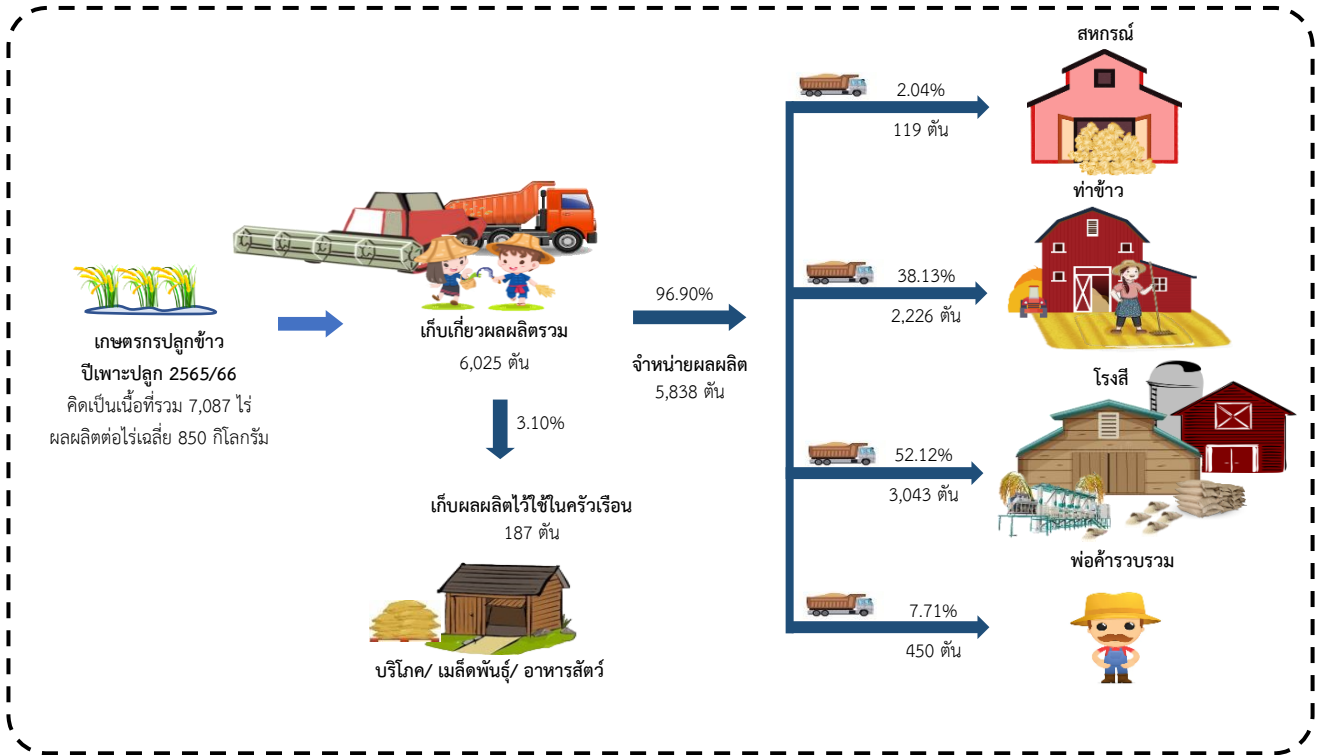 เกษตรกรปลูกข้าว
ปีเพาะปลูก 2565/66
คิดเป็นเนื้อที่รวม 7,087 ไร่
ผลผลิตต่อไร่เฉลี่ย 850 กิโลกรัม
เก็บเกี่ยวผลผลิตรวม
6,025 ตัน
3.10%
เก็บผลผลิตไว้ใช้ในครัวเรือน
187 ตัน
บริโภค/ เมล็ดพันธุ์/ อาหารสัตว์
96.90%
จำหน่ายผลผลิต
5,838 ตัน
สหกรณ์
2.04%
119 ตัน
ท่าข้าว
38.13%
2,226 ตัน
โรงสี
52.12%
3,043 ตัน
พ่อค้ารวบรวม
7.71%
450 ตัน